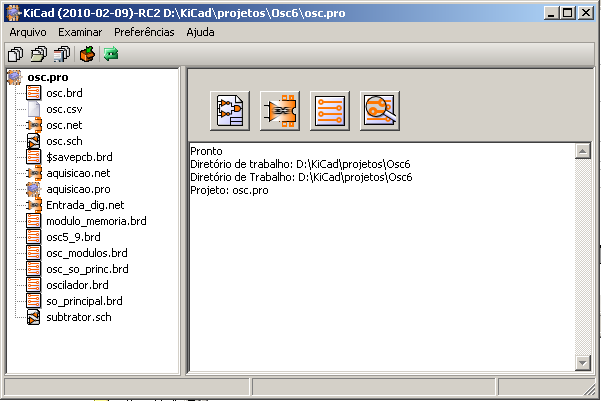 KiCad (2010-02-09)-RC2 D:\KiCad\projetos\Osc6\osc.pro
Arquivo Examinar Preferências Ajuda
osc.pro
osc.brd
osc.csv
osc.net
osc.sch
$savepcb.brd
aquisicao.net
aquisicao.pro
Entrada_dig.net
modulo_memoria.brd
osc5_9.brd
osc_modulos.brd
osc_so_princ.brd
oscilador.brd
so_principal.brd
subtrator.sch
Pronto
Diretório de trabalho: D:\KiCad\projetos\Osc6
Diretório de Trabalho: D:\KiCad\projetos\Osc6
Projeto: osc.pro